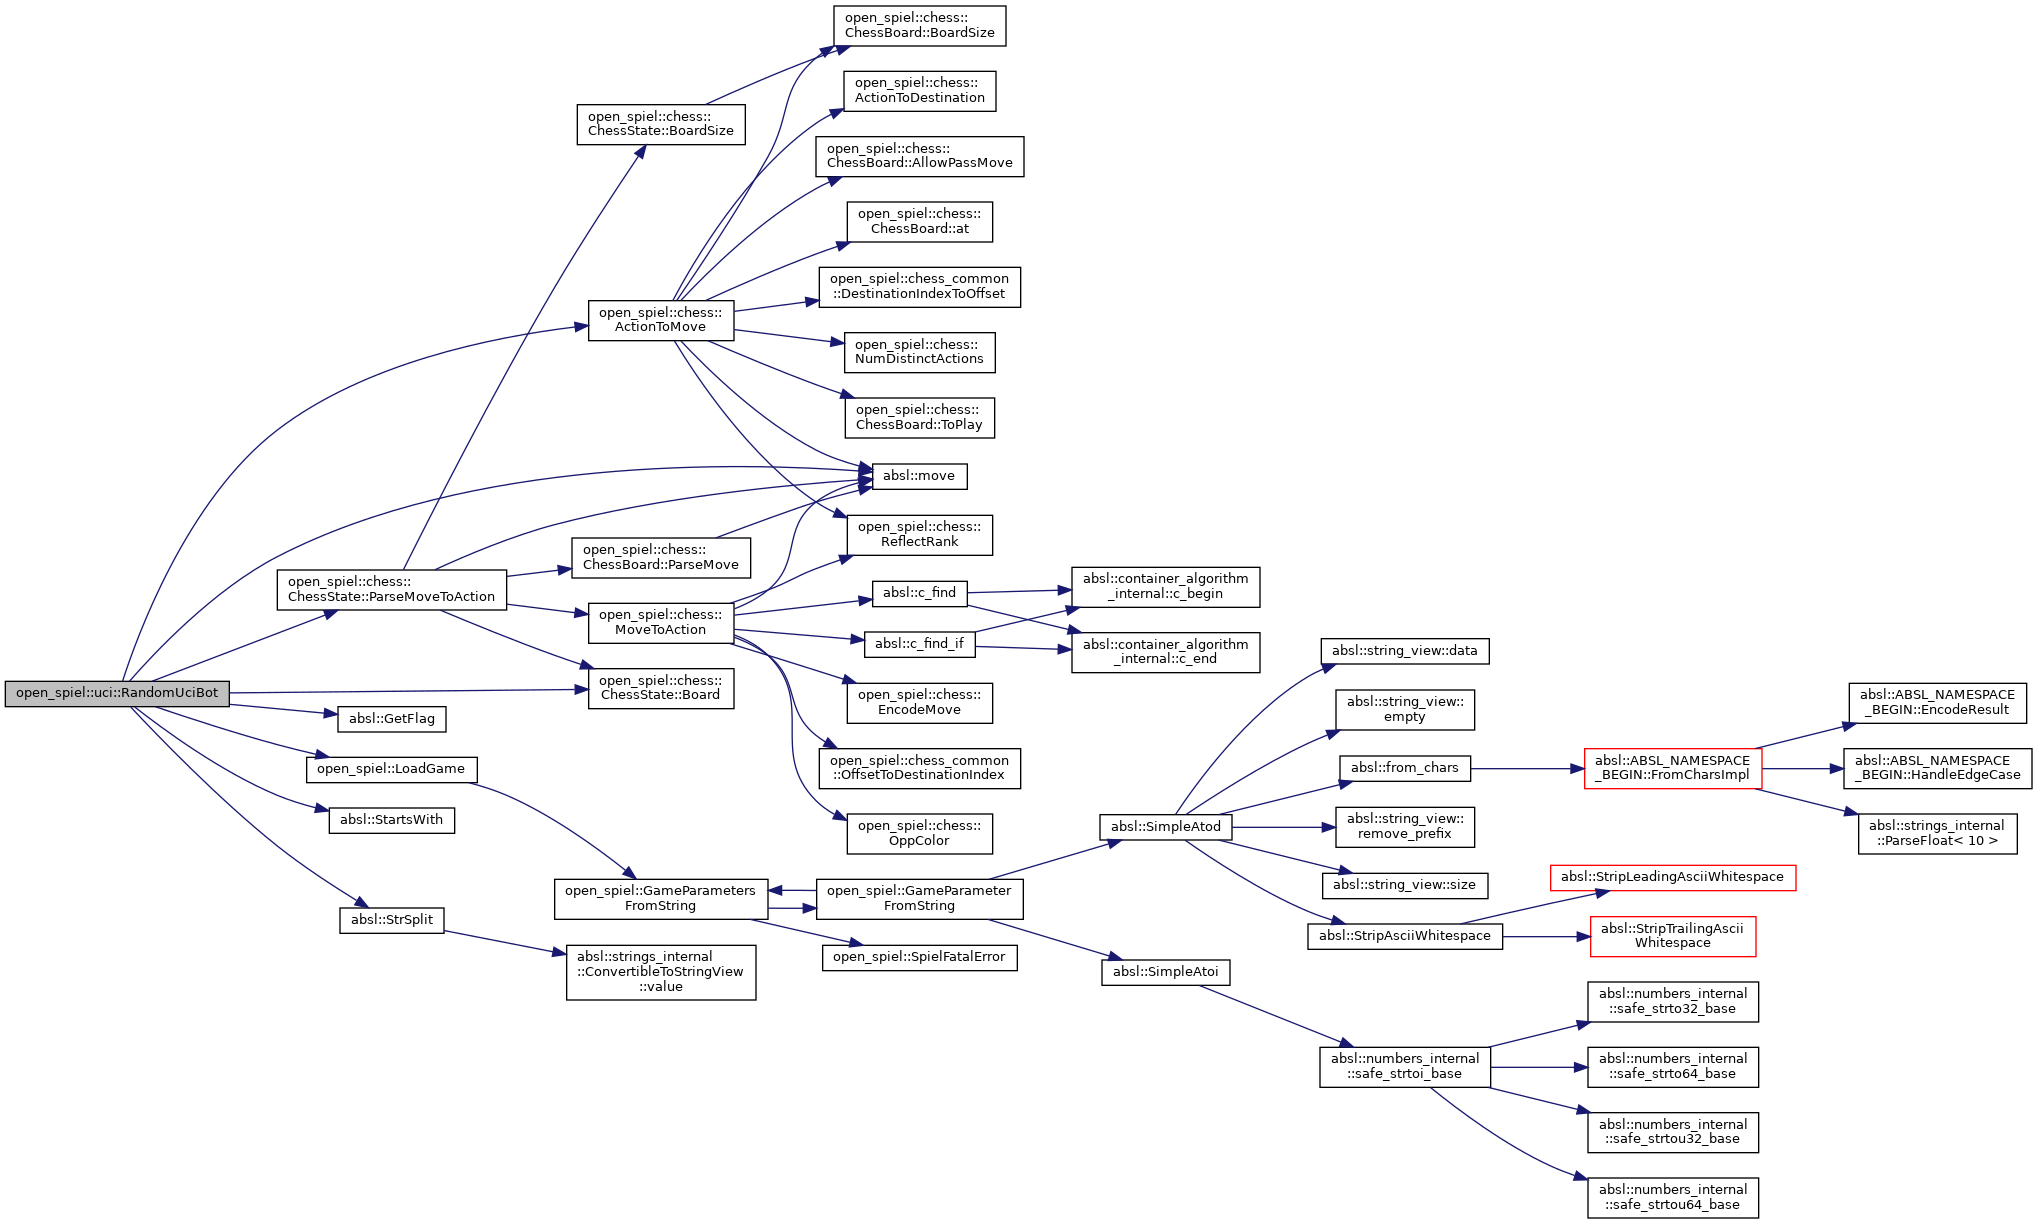 open_spiel::uci::RandomUciBot
open_spiel::chess::
ChessState::ParseMoveToAction
absl::GetFlag
open_spiel::LoadGame
absl::StartsWith
absl::StrSplit
open_spiel::chess::
ChessState::BoardSize
open_spiel::chess::
ActionToMove
open_spiel::chess::
ChessBoard::ParseMove
open_spiel::chess::
MoveToAction
open_spiel::chess::
ChessState::Board
open_spiel::GameParameters
FromString
absl::strings_internal
::ConvertibleToStringView
::value
open_spiel::chess::
ChessBoard::BoardSize
open_spiel::chess::
ActionToDestination
open_spiel::chess::
ChessBoard::AllowPassMove
open_spiel::chess::
ChessBoard::at
open_spiel::chess_common
::DestinationIndexToOffset
open_spiel::chess::
NumDistinctActions
open_spiel::chess::
ChessBoard::ToPlay
absl::move
open_spiel::chess::
ReflectRank
absl::c_find
absl::c_find_if
open_spiel::chess::
EncodeMove
open_spiel::chess_common
::OffsetToDestinationIndex
open_spiel::chess::
OppColor
open_spiel::GameParameter
FromString
open_spiel::SpielFatalError
absl::container_algorithm
_internal::c_begin
absl::container_algorithm
_internal::c_end
absl::SimpleAtod
absl::SimpleAtoi
absl::string_view::data
absl::string_view::
empty
absl::from_chars
absl::string_view::
remove_prefix
absl::string_view::size
absl::StripAsciiWhitespace
absl::numbers_internal
::safe_strtoi_base
absl::ABSL_NAMESPACE
_BEGIN::FromCharsImpl
absl::StripLeadingAsciiWhitespace
absl::StripTrailingAscii
Whitespace
absl::numbers_internal
::safe_strto32_base
absl::numbers_internal
::safe_strto64_base
absl::numbers_internal
::safe_strtou32_base
absl::numbers_internal
::safe_strtou64_base
absl::ABSL_NAMESPACE
_BEGIN::EncodeResult
absl::ABSL_NAMESPACE
_BEGIN::HandleEdgeCase
absl::strings_internal
::ParseFloat< 10 >